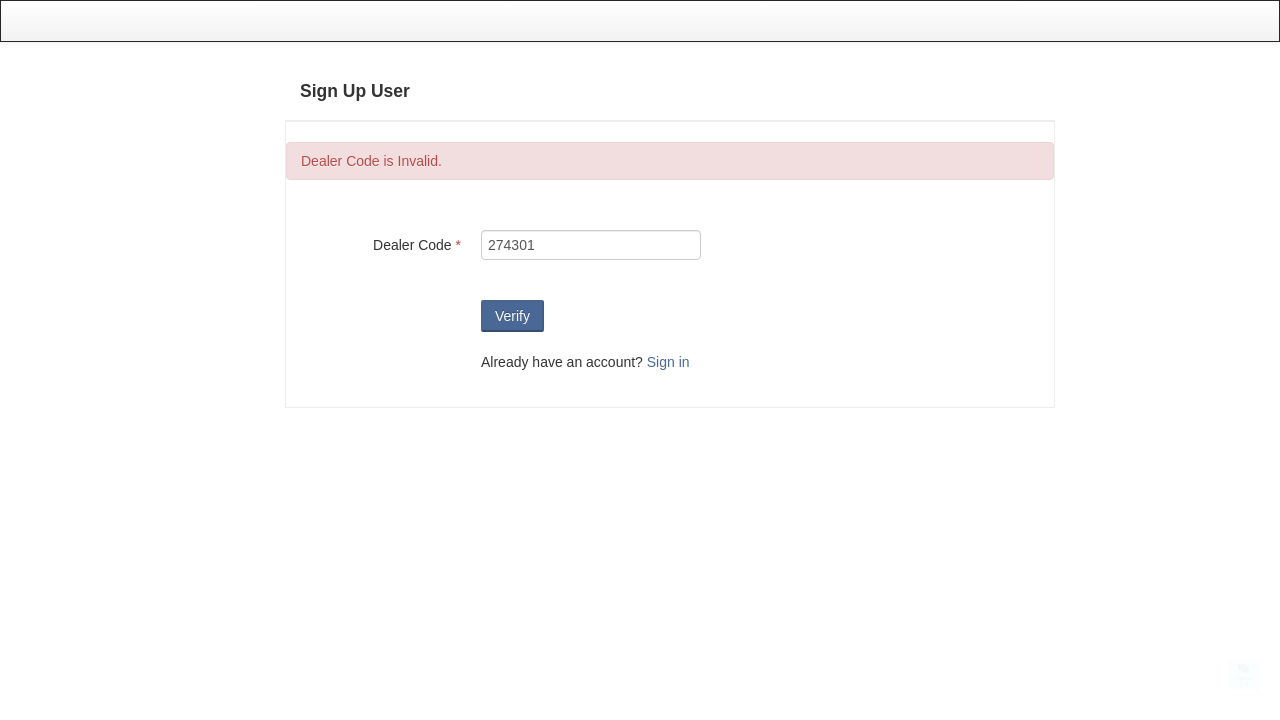 Sign Up User
Dealer Code is Invalid.
Dealer Code * 274301
Verify
Already have an account? Sign in